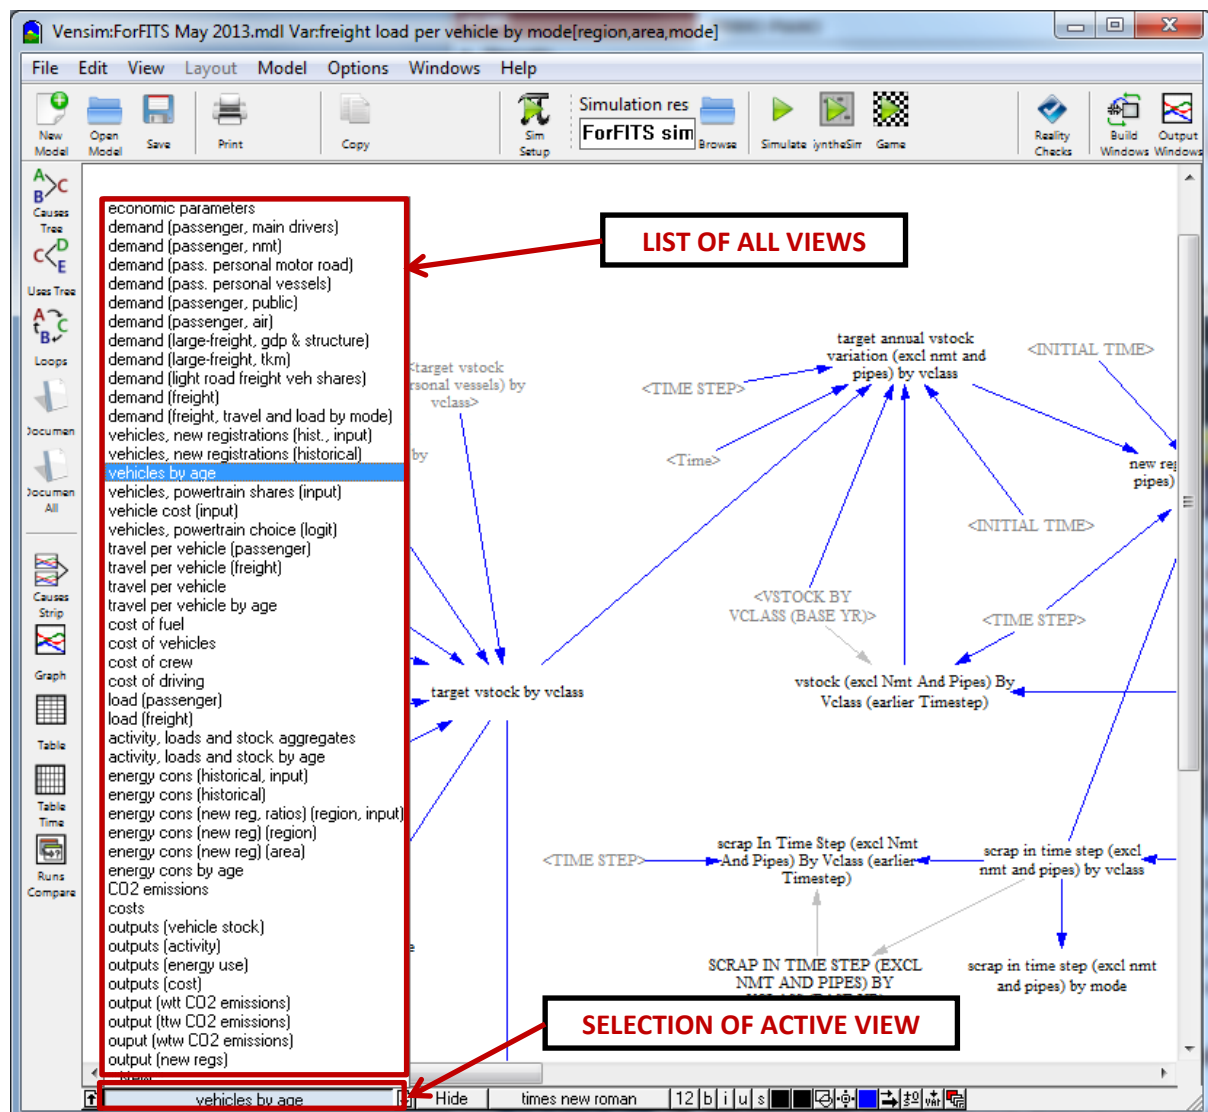 Vensim:ForFITS May 2013.mdl Var:freight load per vehicle by mode[region,area,mode]
File Edit View Layout Model Options Windows Help
New Model
Open Model
Save
Print
Copy
Sim Setup
Simulation res
ForFITS sim
Browse
Simulate
SyntheSim
Game
Reality Checks
Build Windows
Output Windows
Causes Tree
Uses Tree
Loops
Documen
Documen All
Causes Strip
Graph
Table
Table Time
Runs Compare
economic parameters
demand (passenger, main drivers)
demand (passenger, nmt)
demand (pass. personal motor road)
demand (pass. personal vessels)
demand (passenger, public)
demand (passenger, air)
demand (large-freight, gdp & structure)
demand (large-freight, tkm)
demand (light road freight veh shares)
demand (freight)
demand (freight, travel and load by mode)
vehicles, new registrations (hist., input)
vehicles, new registrations (historical)
vehicles by age
vehicles, powertrain shares (input)
vehicle cost (input)
vehicles, powertrain choice (logit)
travel per vehicle (passenger)
travel per vehicle (freight)
travel per vehicle
travel per vehicle by age
cost of fuel
cost of vehicles
cost of crew
cost of driving
load (passenger)
load (freight)
activity, loads and stock aggregates
activity, loads and stock by age
energy cons (historical, input)
energy cons (historical)
energy cons (new reg, ratios) (region, input)
energy cons (new reg) (region)
energy cons (new reg) (area)
energy cons by age
CO2 emissions
costs
outputs (vehicle stock)
outputs (activity)
outputs (energy use)
outputs (cost)
output (wtt CO2 emissions)
output (ttw CO2 emissions)
ouput (wtw CO2 emissions)
output (new regs)
LIST OF ALL VIEWS
<target vstock
rsonal vessels) by
vclass>
by
target annual vstock
variation (excl nmt and
pipes) by vclass
<INITIAL TIME>
<TIME STEP>
<Time>
new reg
pipes)
<INITIAL TIME>
<VSTOCK BY
VCLASS (BASE YR)>
<TIME STEP>
target vstock by vclass
vstock (excl Nmt And Pipes) By
Vclass (earlier Timestep)
<TIME STEP>
scrap In Time Step (excl Nmt
And Pipes) By Vclass (earlier
Timestep)
scrap in time step (excl
nmt and pipes) by vclass
SCRAP IN TIME STEP (EXCL
NMT AND PIPES) BY
scrap in time step (excl nmt
and pipes) by mode
SELECTION OF ACTIVE VIEW
vehicles by age
Hide
times new roman
12 b i u s